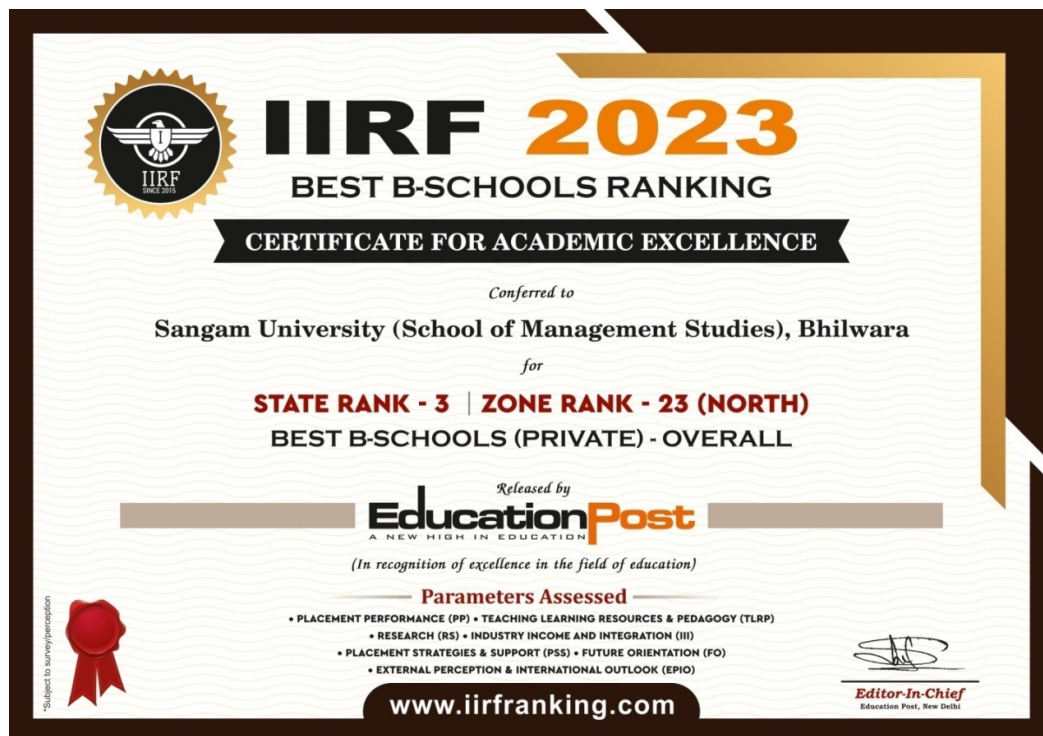 IIRF
SINCE 2015
IIRF 2023
BEST B-SCHOOLS RANKING
CERTIFICATE FOR ACADEMIC EXCELLENCE
Conferred to
Sangam University (School of Management Studies), Bhilwara
for
STATE RANK - 3 | ZONE RANK - 23 (NORTH)
BEST B-SCHOOLS (PRIVATE) - OVERALL
Released by
EducationPost
A NEW HIGH IN EDUCATION
(In recognition of excellence in the field of education)
Parameters Assessed
• PLACEMENT PERFORMANCE (PP) • TEACHING LEARNING RESOURCES & PEDAGOGY (TLRP)
• RESEARCH (RS) • INDUSTRY INCOME AND INTEGRATION (III)
• PLACEMENT STRATEGIES & SUPPORT (PSS) • FUTURE ORIENTATION (FO)
• EXTERNAL PERCEPTION & INTERNATIONAL OUTLOOK (EPIO)
www.iirfranking.com
Editor-In-Chief
Education Post, New Delhi
*Subject to survey/perception